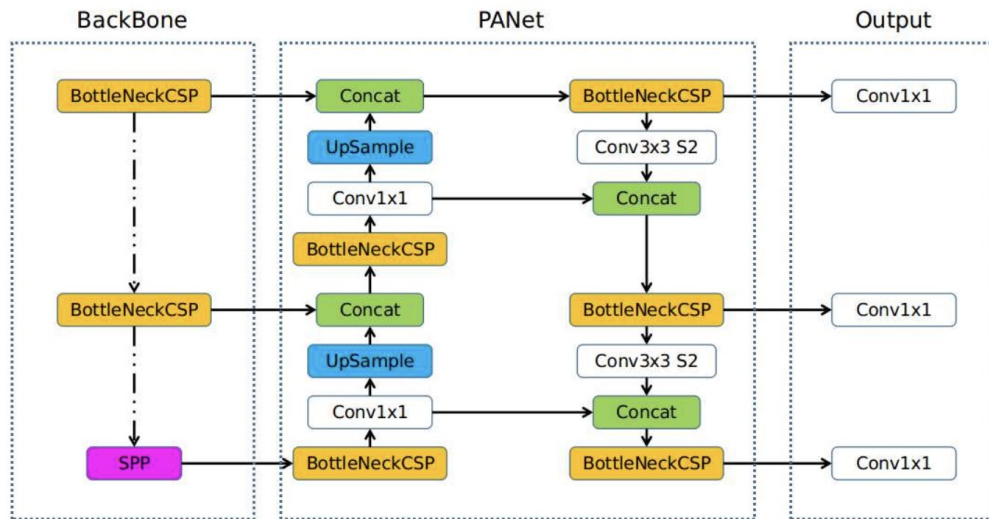 BackBone
PANet
Output
BottleNeckCSP
Concat
BottleNeckCSP
Conv1x1
UpSample
Conv3x3 S2
Conv1x1
Concat
BottleNeckCSP
BottleNeckCSP
Concat
BottleNeckCSP
Conv1x1
UpSample
Conv3x3 S2
Conv1x1
Concat
SPP
BottleNeckCSP
BottleNeckCSP
Conv1x1